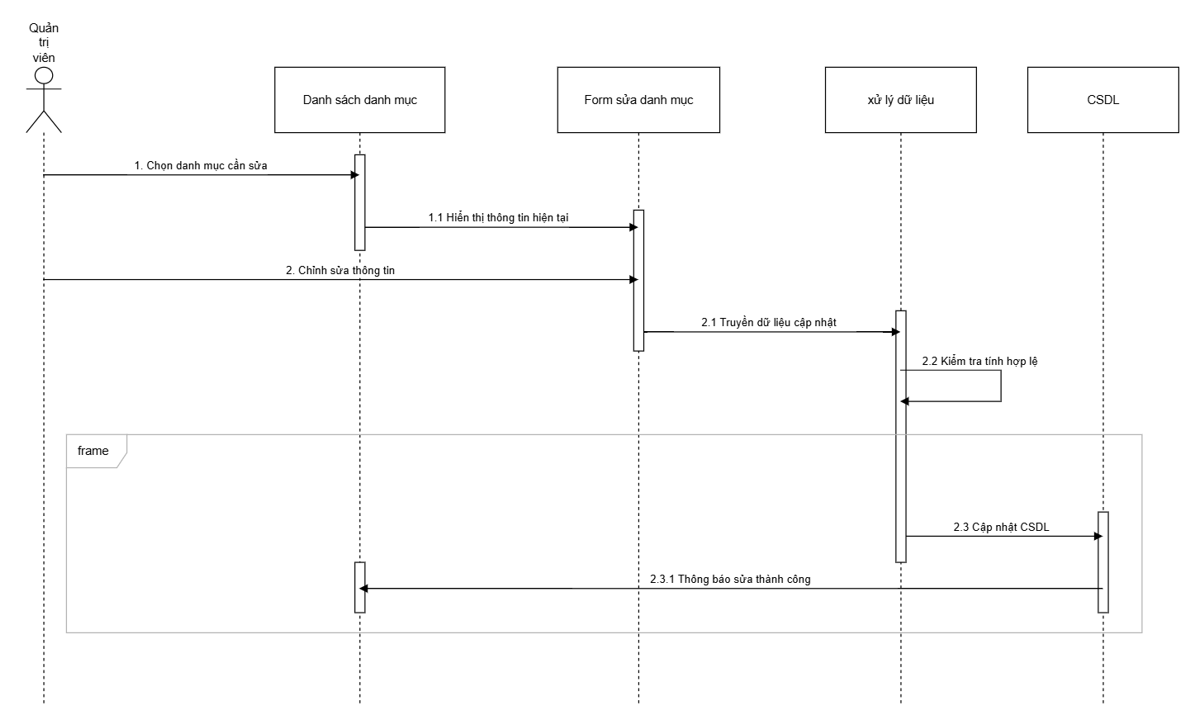 Quản
trị
viên
Danh sách danh mục
Form sửa danh mục
xử lý dữ liệu
CSDL
1. Chọn danh mục cần sửa
1.1 Hiển thị thông tin hiện tại
2. Chỉnh sửa thông tin
2.1 Truyền dữ liệu cập nhật
2.2 Kiểm tra tính hợp lệ
frame
2.3 Cập nhật CSDL
2.3.1 Thông báo sửa thành công